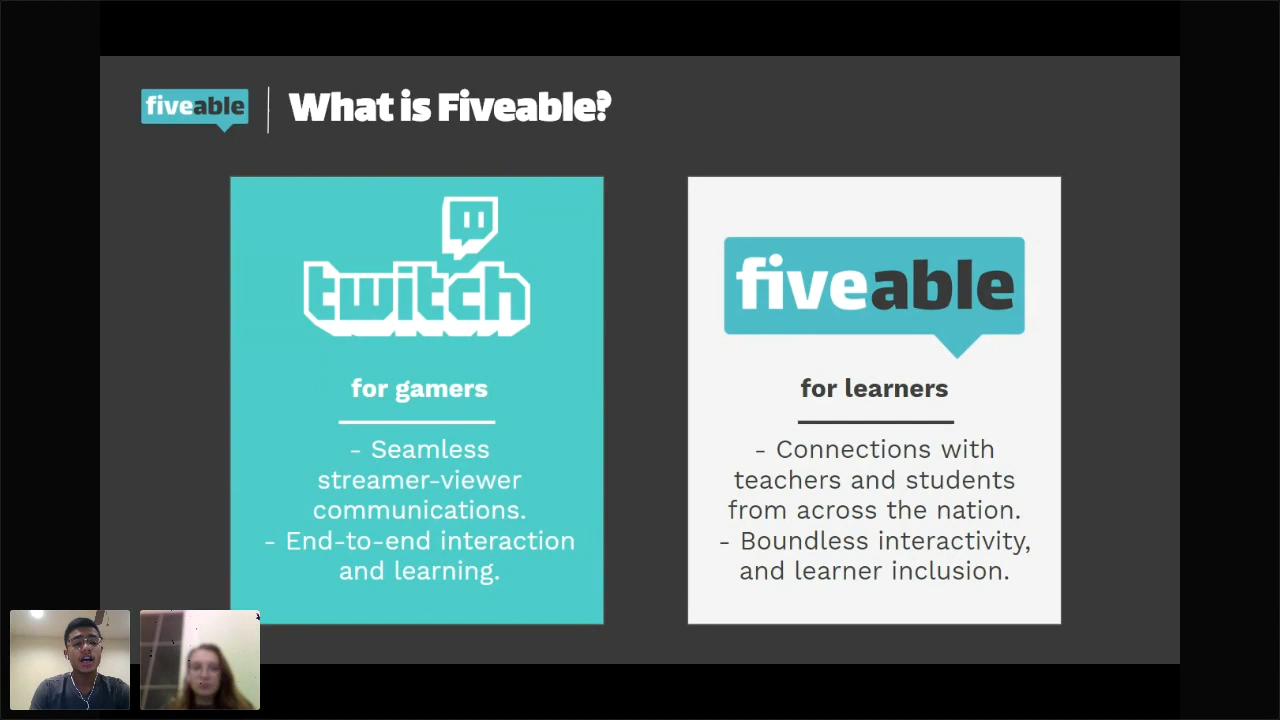 fiveable
What is Fiveable?
twitch
for gamers
- Seamless
streamer-viewer
communications.
- End-to-end interaction
and learning.
fiveable
for learners
- Connections with
teachers and students
from across the nation.
- Boundless interactivity,
and learner inclusion.